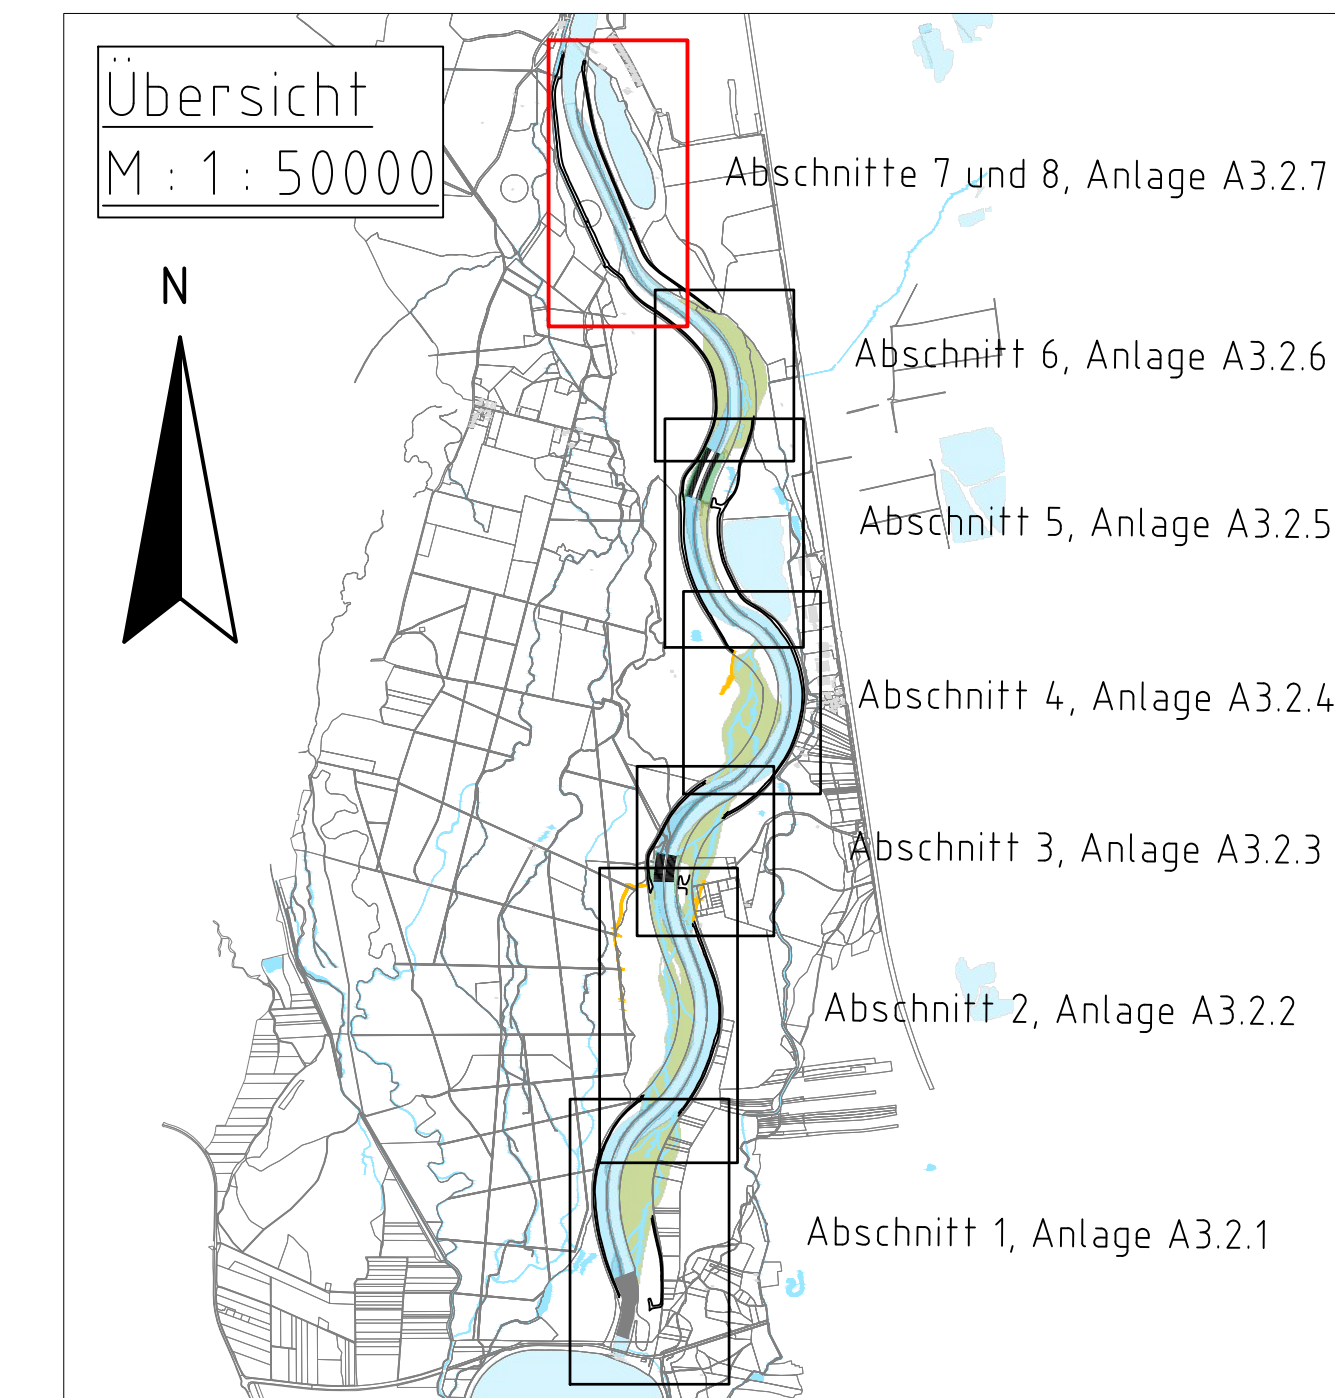 Übersicht
M : 1 : 50000
N
Abschnitte 7 und 8, Anlage A3.2.7
Abschnitt 6, Anlage A3.2.6
Abschnitt 5, Anlage A3.2.5
Abschnitt 4, Anlage A3.2.4
Abschnitt 3, Anlage A3.2.3
Abschnitt 2, Anlage A3.2.2
Abschnitt 1, Anlage A3.2.1